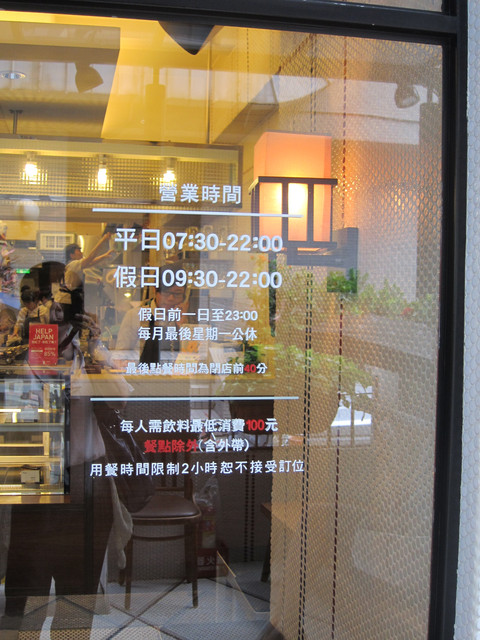 營業時間
平日07:30-22:00
假日09:30-22:00
假日前一日至23:00
每月最後星期一公休
最後點餐時間為閉店前40分
每人需飲料最低消費100元
餐點除外(含外帶)
用餐時間限制2小時恕不接受訂位
HELP
JAPAN